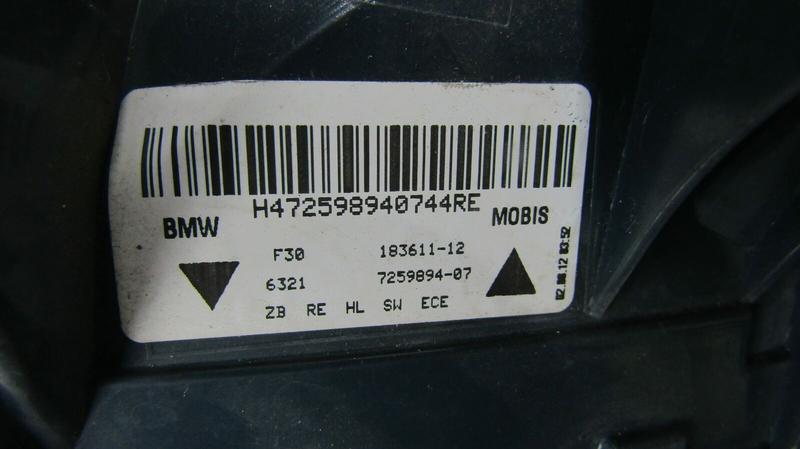 H472598940744RE
BMW
MOBIS
F30 183611-12
6321 7259894-07
ZB RE HL SW ECE